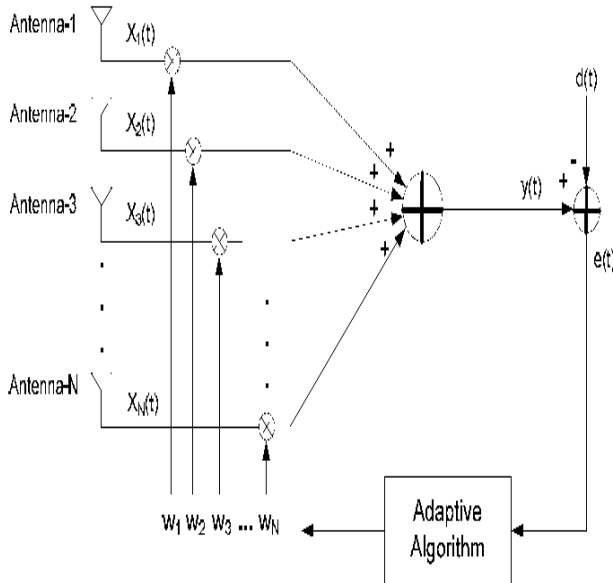 Antenna-1
X1(t)
Antenna-2
X2(t)
Antenna-3
X3(t)
Antenna-N
XN(t)
+
+
+
+
y(t)
+
-
d(t)
e(t)
w1 w2 w3 ... wN
Adaptive
Algorithm